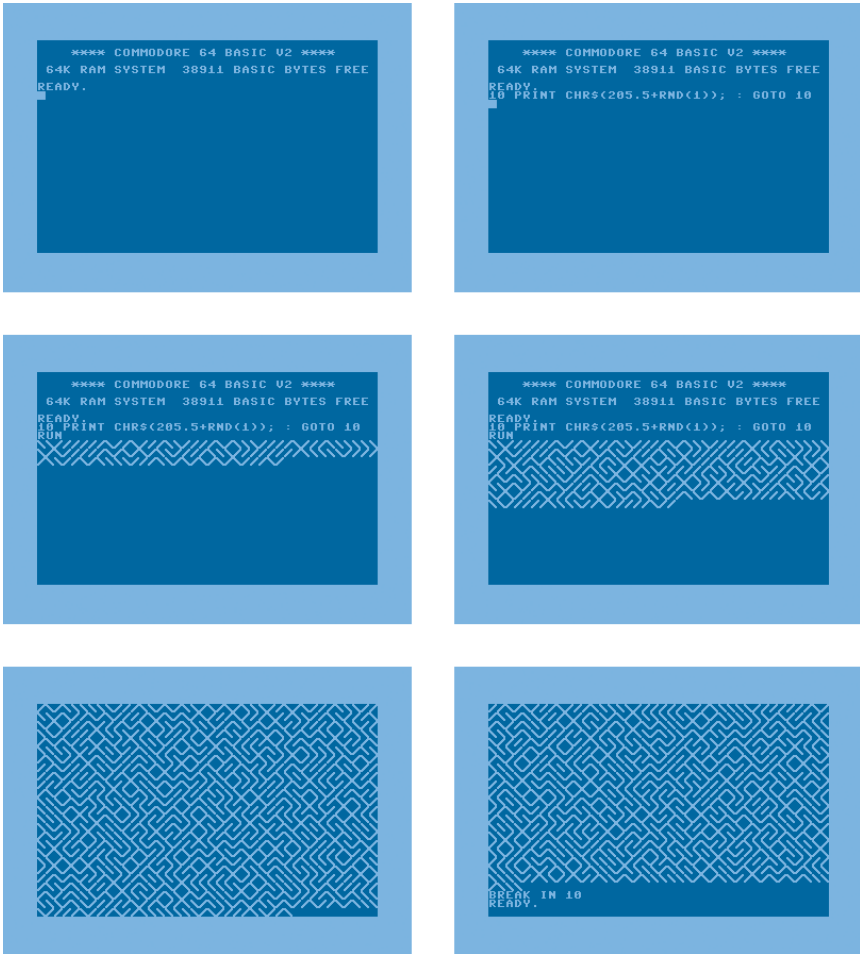 **** COMMODORE 64 BASIC V2 ****
64K RAM SYSTEM  38911 BASIC BYTES FREE
READY.
**** COMMODORE 64 BASIC V2 ****
64K RAM SYSTEM  38911 BASIC BYTES FREE
READY.
10 PRINT CHR$(205.5+RND(1)); : GOTO 10
**** COMMODORE 64 BASIC V2 ****
64K RAM SYSTEM  38911 BASIC BYTES FREE
READY.
10 PRINT CHR$(205.5+RND(1)); : GOTO 10
RUN
**** COMMODORE 64 BASIC V2 ****
64K RAM SYSTEM  38911 BASIC BYTES FREE
READY.
10 PRINT CHR$(205.5+RND(1)); : GOTO 10
RUN
BREAK IN 10
READY.